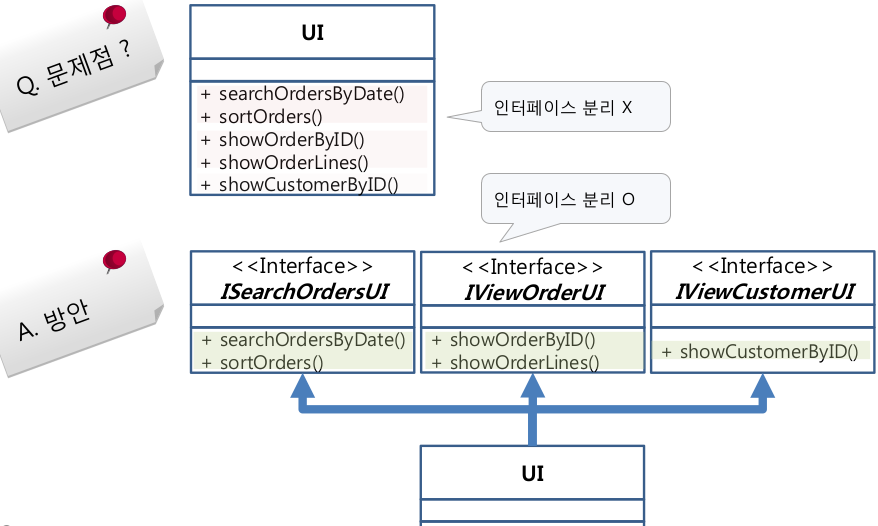 Q. 문제점 ?
UI
+ searchOrdersByDate()
+ sortOrders()
+ showOrderByID()
+ showOrderLines()
+ showCustomerByID()
인터페이스 분리 X
인터페이스 분리 O
A. 방안
<<Interface>>
ISearchOrdersUI
+ searchOrdersByDate()
+ sortOrders()
<<Interface>>
IViewOrderUI
+ showOrderByID()
+ showOrderLines()
<<Interface>>
IViewCustomerUI
+ showCustomerByID()
UI